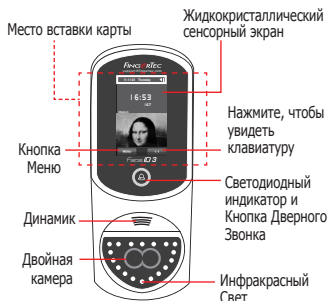 Место вставки карты
Жидкокристаллический
сенсорный экран
FINGERTEC
16:53
Нажмите, чтобы
увидеть
клавиатуру
Кнопка
Меню
Face ID 3
Светодиодный
индикатор и
Кнопка Дверного
Звонка
Динамик
Двойная
камера
Инфракрасный
Свет